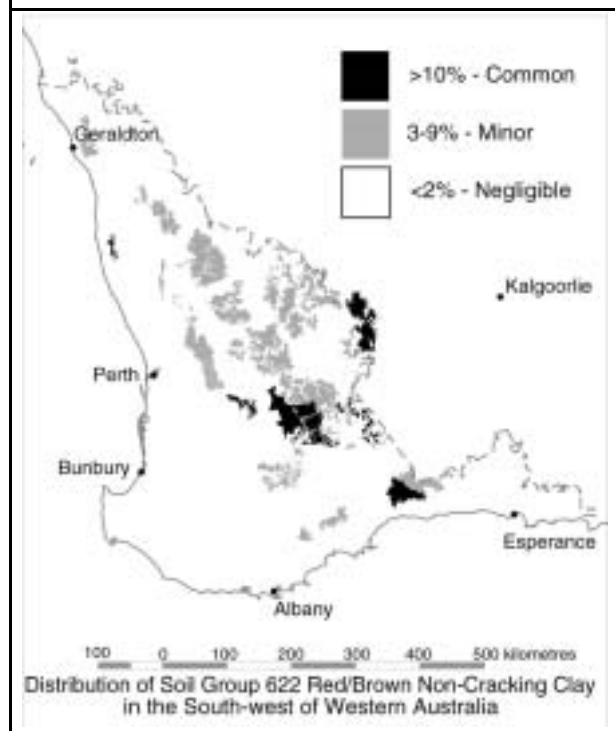 >10% - Common
3-9% - Minor
<2% - Negligible
Geraldton
Kalgoorlie
Perth
Bunbury
Esperance
Albany
100 0 100 200 300 400 500 kilometres
Distribution of Soil Group 622 Red/Brown Non-Cracking Clay
in the South-west of Western Australia